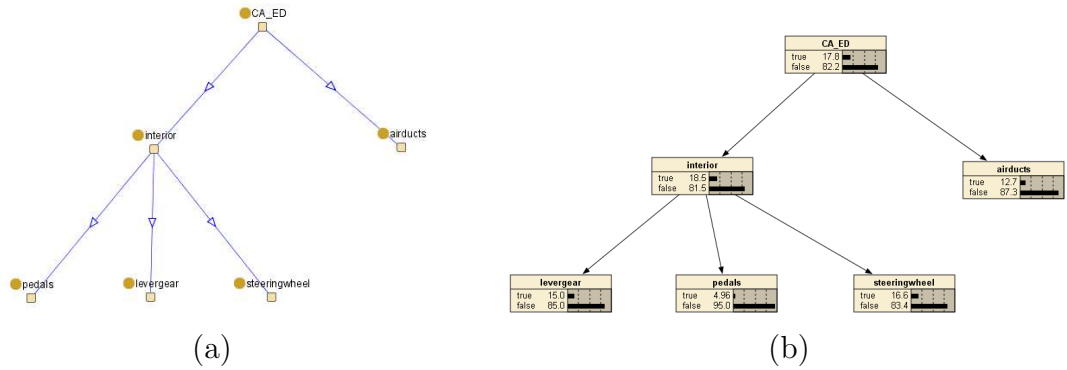 CA_ED
interior
airducts
pedals
levergear
steeringwheel
(a)
CA_ED
true 17.8
false 82.2
interior
true 18.5
false 81.5
airducts
true 12.7
false 87.3
levergear
true 15.0
false 85.0
pedals
true 4.96
false 95.0
steeringwheel
true 16.6
false 83.4
(b)